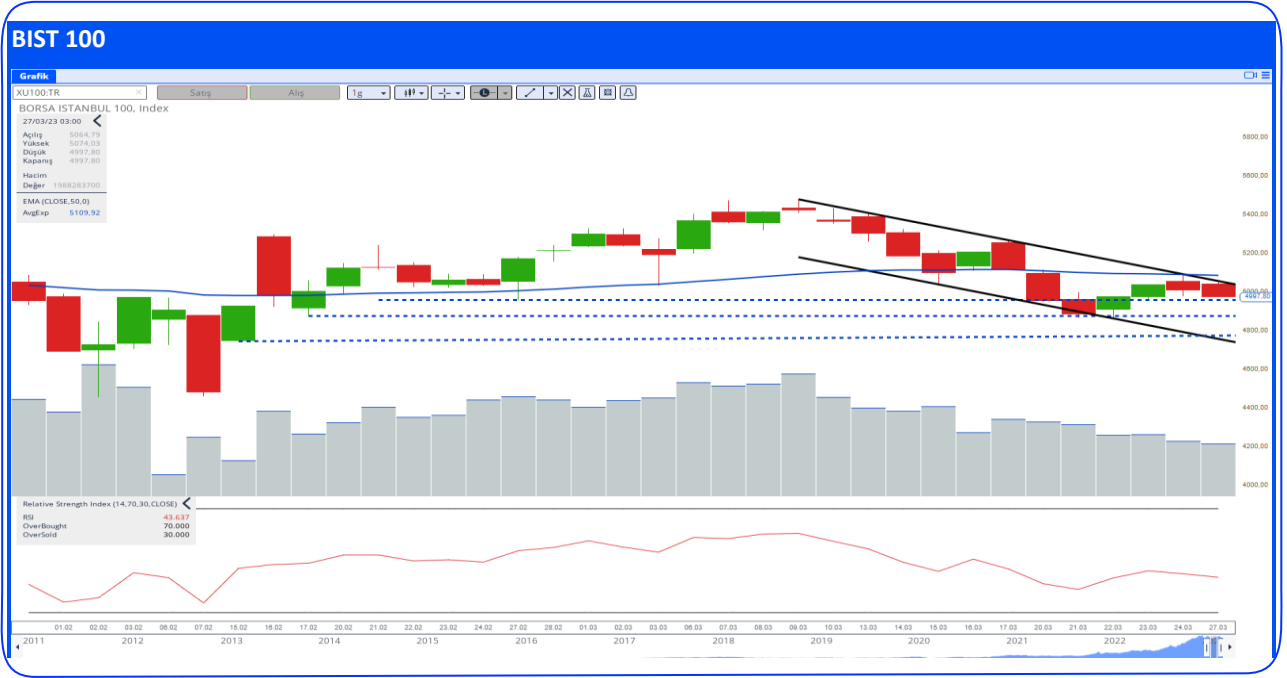 BIST 100
Grafik
XU100:TR
Satış
Alış
1g
BORSA ISTANBUL 100, Index
27/03/23 03:00
Açılış 5064,79
Yüksek 5074,03
Düşük 4997,80
Kapanış 4997,80
Hacim
Değer 1988283700
EMA (CLOSE,50,0)
AvgExp 5109,92
5800,00
5600,00
5400,00
5200,00
5000,00
4997,80
4800,00
4600,00
4400,00
4200,00
4000,00
Relative Strength Index (14,70,30,CLOSE)
RSI 43.637
OverBought 70.000
OverSold 30.000
01.02 02.02 03.02 06.02 07.02 15.02 16.02 17.02 20.02 21.02 22.02 23.02 24.02 27.02 28.02 01.03 02.03 03.03 06.03 07.03 08.03 09.03 10.03 13.03 14.03 15.03 16.03 17.03 20.03 21.03 22.03 23.03 24.03 27.03
2011 2012 2013 2014 2015 2016 2017 2018 2019 2020 2021 2022